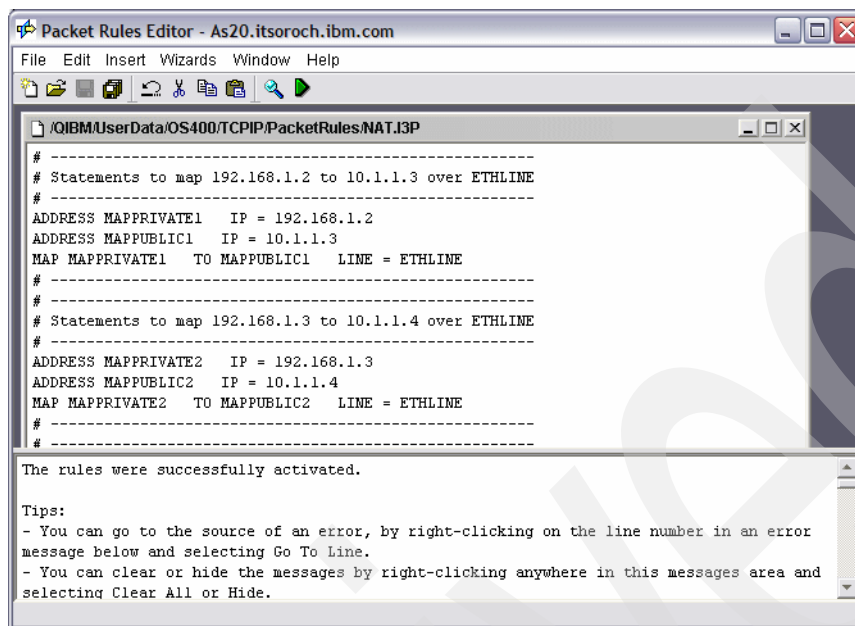 Packet Rules Editor - As20.itsoroch.ibm.com
File Edit Insert Wizards Window Help
/QIBM/UserData/OS400/TCPIP/PacketRules/NAT.I3P
# ----------------------------------------------------
# Statements to map 192.168.1.2 to 10.1.1.3 over ETHLINE
# ----------------------------------------------------
ADDRESS MAPPRIVATE1 IP = 192.168.1.2
ADDRESS MAPPUBLIC1 IP = 10.1.1.3
MAP MAPPRIVATE1 TO MAPPUBLIC1 LINE = ETHLINE
# ----------------------------------------------------
# ----------------------------------------------------
# Statements to map 192.168.1.3 to 10.1.1.4 over ETHLINE
# ----------------------------------------------------
ADDRESS MAPPRIVATE2 IP = 192.168.1.3
ADDRESS MAPPUBLIC2 IP = 10.1.1.4
MAP MAPPRIVATE2 TO MAPPUBLIC2 LINE = ETHLINE
# ----------------------------------------------------
# ----------------------------------------------------
The rules were successfully activated.
Tips:
- You can go to the source of an error, by right-clicking on the line number in an error
message below and selecting Go To Line.
- You can clear or hide the messages by right-clicking anywhere in this messages area and
selecting Clear All or Hide.